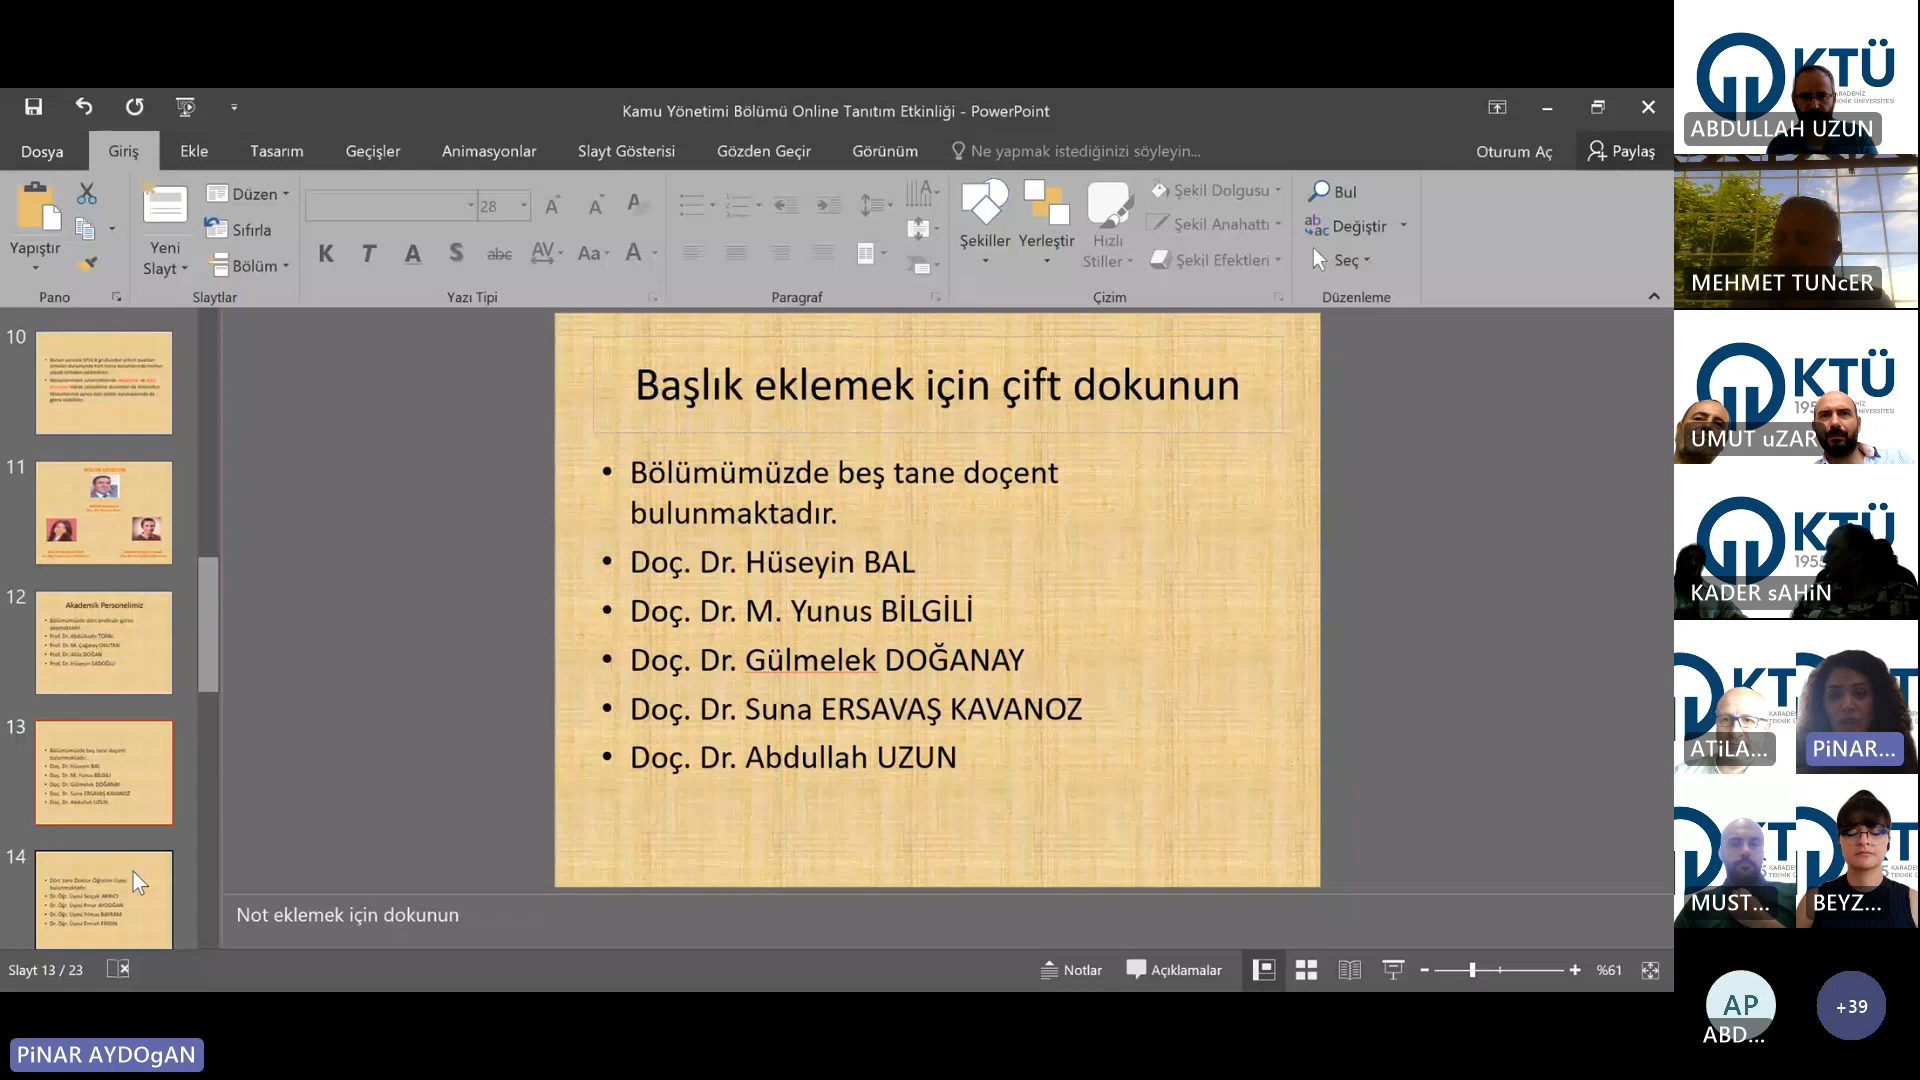 Kamu Yönetimi Bölümü Online Tanıtım Etkinliği - PowerPoint
Dosya
Giriş
Ekle
Tasarım
Geçişler
Animasyonlar
Slayt Gösterisi
Gözden Geçir
Görünüm
Ne yapmak istediğinizi söyleyin...
Oturum Aç
Paylaş
Yapıştır
Pano
Yeni
Slayt
Düzen
Sıfırla
Bölüm
Slaytlar
28
K T A S abc AV Aa A
Yazı Tipi
Paragraf
Şekiller
Yerleştir
Hızlı
Stiller
Şekil Dolgusu
Şekil Anahattı
Şekil Efektleri
Çizim
Bul
Değiştir
Seç
Düzenleme
10
11
12
Akademik Personelimiz
13
14
Başlık eklemek için çift dokunun
• Bölümümüzde beş tane doçent
bulunmaktadır.
• Doç. Dr. Hüseyin BAL
• Doç. Dr. M. Yunus BİLGİLİ
• Doç. Dr. Gülmelek DOĞANAY
• Doç. Dr. Suna ERSAVAŞ KAVANOZ
• Doç. Dr. Abdullah UZUN
Not eklemek için dokunun
Slayt 13 / 23
Notlar
Açıklamalar
%61
PiNAR AYDOgAN
KTÜ
ABDULLAH UZUN
MEHMET TUNcER
KTÜ
UMUT uZAR
KTÜ
KADER sAHiN
ATiLA...
PiNAR...
MUST...
BEYZ...
AP
ABD...
+39